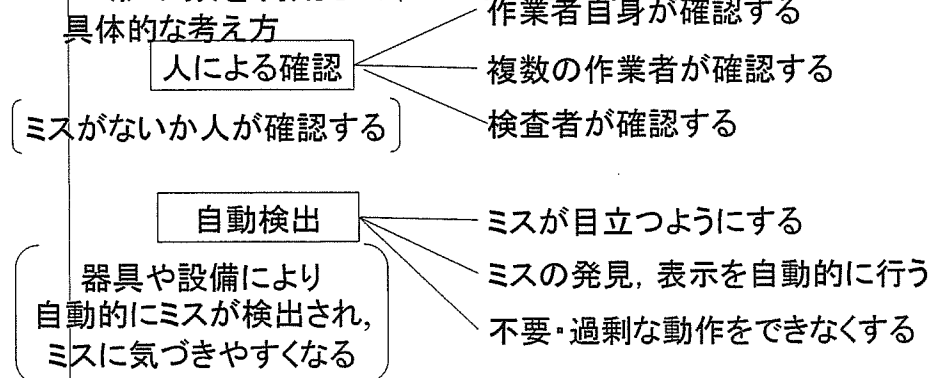 作業者自身が確認する
具体的な考え方
人による確認
複数の作業者が確認する
ミスがないか人が確認する
検査者が確認する
自動検出
ミスが目立つようにする
器具や設備により
自動的にミスが検出され,
ミスに気づきやすくなる
ミスの発見, 表示を自動的に行う
不要・過剰な動作をできなくする